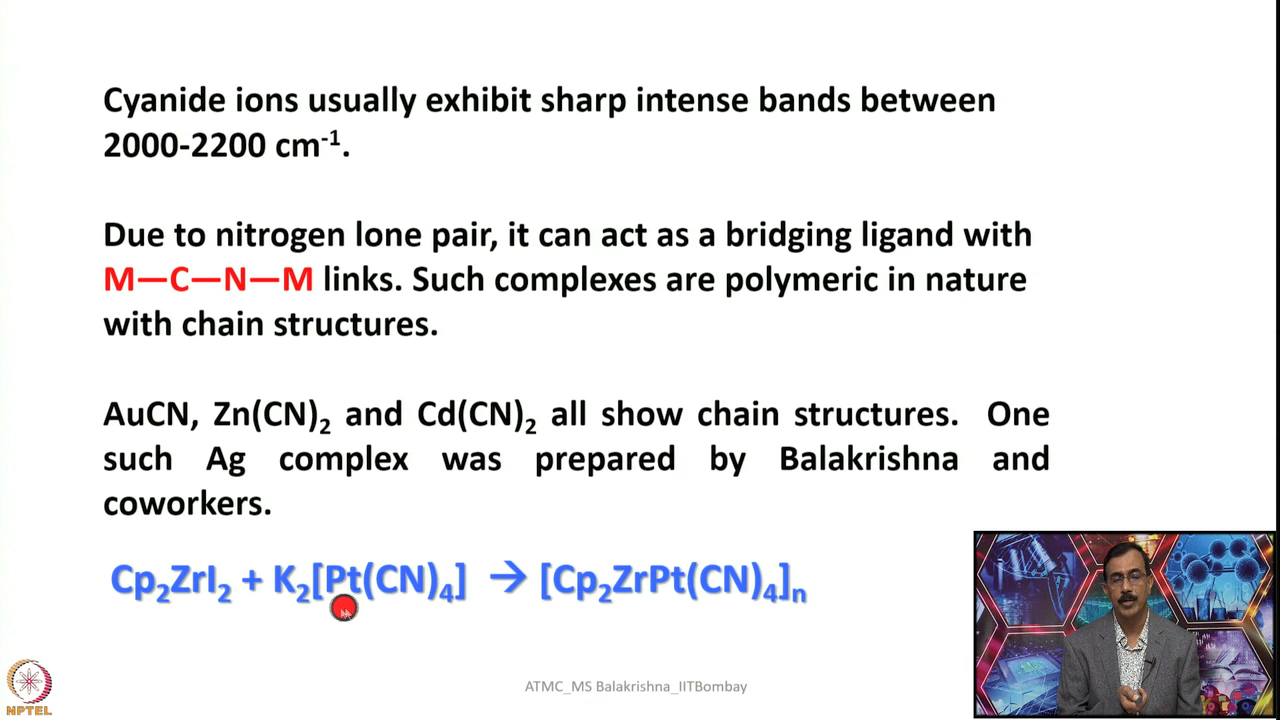 Cyanide ions usually exhibit sharp intense bands between
2000-2200 cm⁻¹.
Due to nitrogen lone pair, it can act as a bridging ligand with
M—C—N—M links. Such complexes are polymeric in nature
with chain structures.
AuCN, Zn(CN)₂ and Cd(CN)₂ all show chain structures. One
such Ag complex was prepared by Balakrishna and
coworkers.
Cp₂ZrI₂ + K₂[Pt(CN)₄] → [Cp₂ZrPt(CN)₄]ₙ
NPTEL
ATMC_MS Balakrishna_IITBombay